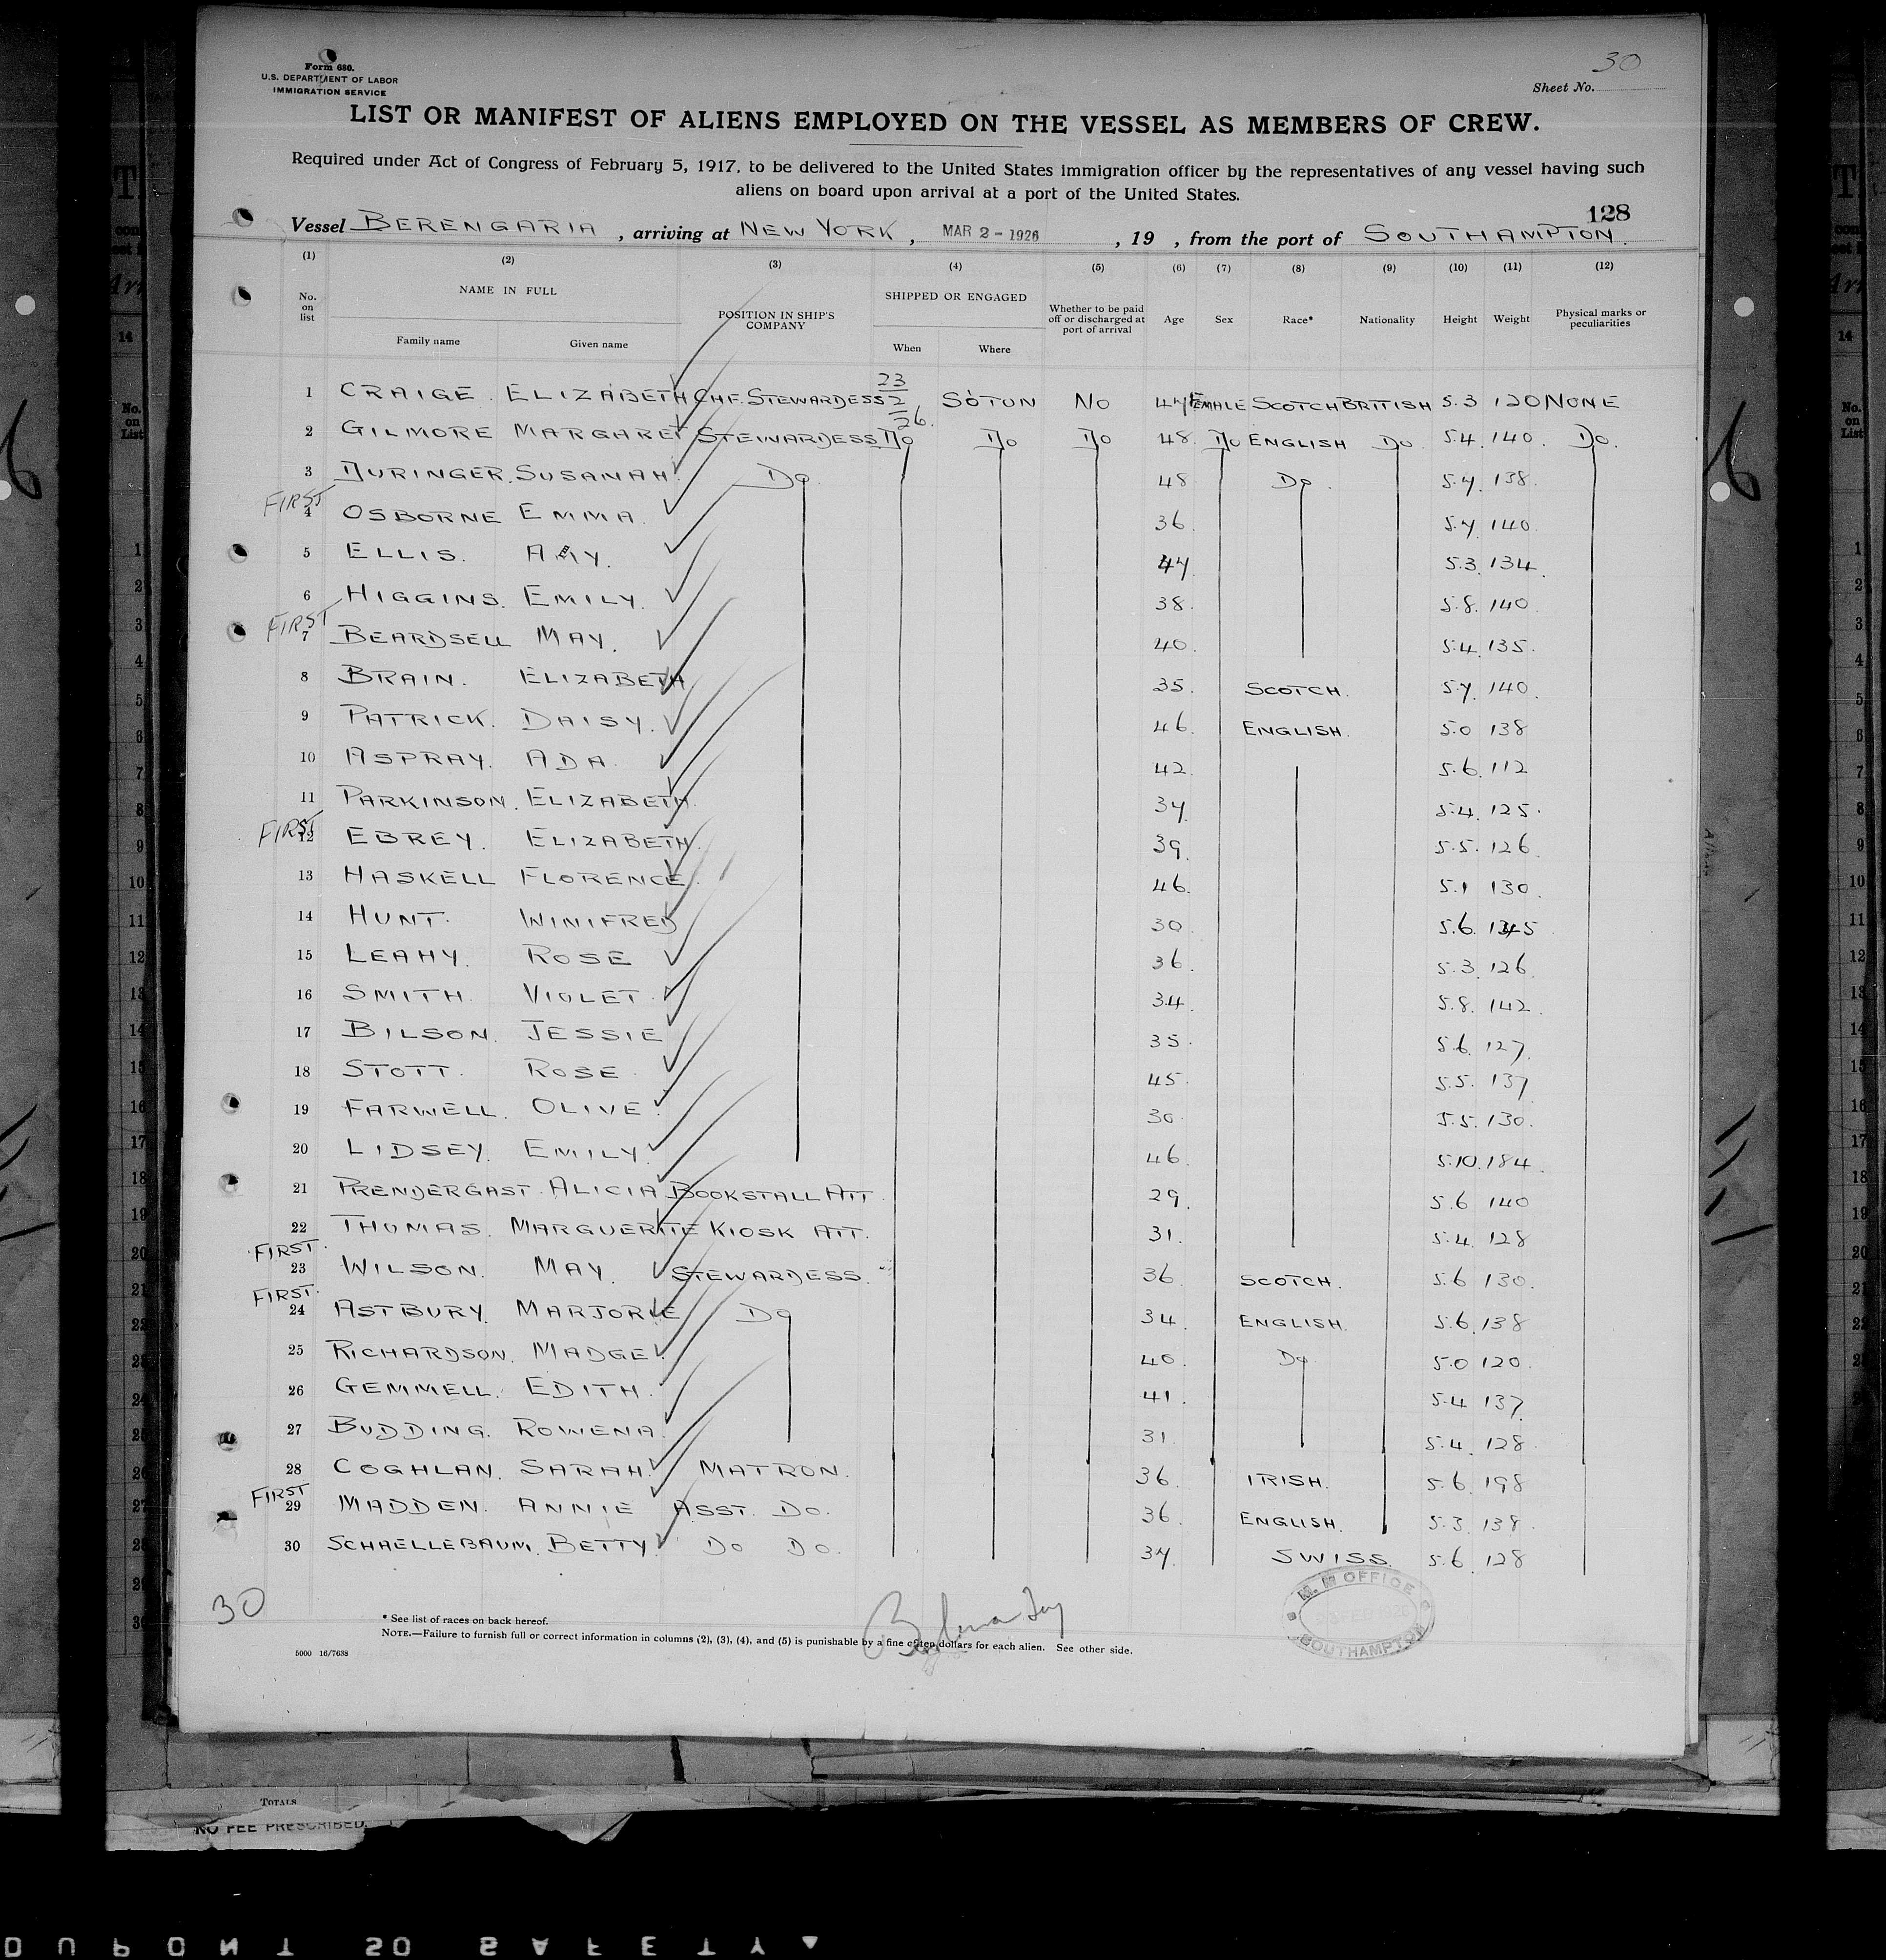 Form 680.
U.S. DEPARTMENT OF LABOR
IMMIGRATION SERVICE
30
Sheet No.
LIST OR MANIFEST OF ALIENS EMPLOYED ON THE VESSEL AS MEMBERS OF CREW.
Required under Act of Congress of February 5, 1917, to be delivered to the United States immigration officer by the representatives of any vessel having such
aliens on board upon arrival at a port of the United States.
128
Vessel BERENGARIA, arriving at NEW YORK, MAR 2 - 1926, 19 , from the port of SOUTHAMPTON.
(1) (2) (3) (4) (5) (6) (7) (8) (9) (10) (11) (12)
No. on list NAME IN FULL Family name Given name POSITION IN SHIP'S COMPANY SHIPPED OR ENGAGED When Where Whether to be paid off or discharged at port of arrival Age Sex Race* Nationality Height Weight Physical marks or peculiarities
1 CRAIGE. ELIZABETH CHF. STEWARDESS 23/2/26. SOTON NO 44 FEMALE SCOTCH BRITISH 5.3 120 NONE
2 GILMORE MARGARET STEWARDESS Do Do Do 48. Do ENGLISH Do 5.4. 140. Do.
3 DURINGER. SUSANAH. Do. 48 Do. 5.4. 138.
FIRST
4 OSBORNE EMMA. 36. 5.4. 140.
5 ELLIS. AMY. 44. 5.3. 134.
6 HIGGINS. EMILY. 38. 5.8. 140.
FIRST
7 BEARDSELL MAY. 40. 5.4. 135.
8 BRAIN. ELIZABETH 35. SCOTCH. 5.4. 140.
9 PATRICK. DAISY. 46. ENGLISH. 5.0 138
10 ASPRAY. ADA. 42. 5.6. 112
11 PARKINSON. ELIZABETH. 34. 5.4. 125.
FIRST
12 EBREY. ELIZABETH. 39. 5.5. 126.
13 HASKELL FLORENCE. 46. 5.1 130.
14 HUNT. WINIFRED 30. 5.6.
15 LEAHY. ROSE 36. 5.3. 126.
16 SMITH. VIOLET. 34. 5.8. 142.
17 BILSON. JESSIE 35. 5.6. 127.
18 STOTT. ROSE. 45. 5.5. 137
19 FARWELL. OLIVE. 30. 5.5. 130.
20 LIDSEY. EMILY. 46. 5.10. 184.
21 PRENDERGAST. ALICIA BOOKSTALL ATT. 29. 5.6 140
22 THOMAS. MARGUERITE KIOSK ATT. 31. 5.4. 128
FIRST.
23 WILSON. MAY. STEWARDESS. 36. SCOTCH. 5.6 130.
FIRST.
24 ASTBURY. MARJORIE Do 34. ENGLISH. 5.6. 138
25 RICHARDSON. MADGE. 40. Do 5.0 120.
26 GEMMELL. EDITH. 41. 5.4 137.
27 BUDDING. ROWENA. 31. 5.4. 128.
28 COGHLAN. SARAH. MATRON. 36. IRISH. 5.6. 198
FIRST
29 MADDEN. ANNIE ASST. DO. 36. ENGLISH. 5.3. 138.
30 SCHAELLEBAUM. BETTY. Do Do. 34. SWISS. 5.6. 128
30
M. M OFFICE
SOUTHAMPTON
* See list of races on back hereof.
NOTE.—Failure to furnish full or correct information in columns (2), (3), (4), and (5) is punishable by a fine of ten dollars for each alien. See other side.
5000 16/7638
TOTALS
NO FEE PRESCRIBED.
DUPONT 50 SAFETY